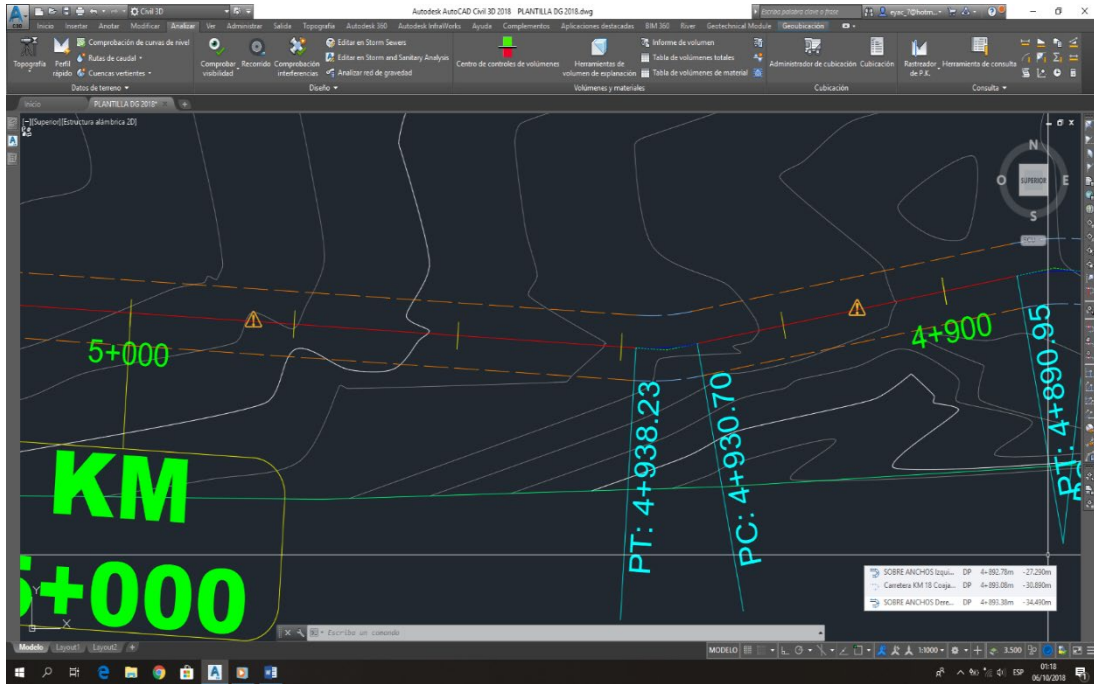 Autodesk AutoCAD Civil 3D 2018 PLANTILLA DG 2018.dwg
Civil 3D
Escriba palabra clave o frase
Inicio Insertar Anotar Modificar Analizar Ver Administrar Salida Topografía Autodesk 360 Autodesk InfraWorks Ayuda Complementos Aplicaciones destacadas BIM 360 River Geotechnical Module Geoubicación
Topografía
Perfil rápido
Comprobación de curvas de nivel
Rutas de caudal
Cuencas vertientes
Datos de terreno
Comprobar visibilidad
Recorrido
Comprobación interferencias
Editar en Storm Sewers
Editar en Storm and Sanitary Analysis
Analizar red de gravedad
Diseño
Centro de controles de volúmenes
Herramientas de volumen de explanación
Informe de volumen
Tabla de volúmenes totales
Tabla de volúmenes de material
Volúmenes y materiales
Administrador de cubicación
Cubicación
Cubicación
Rastreador de P.K.
Herramienta de consulta
Consulta
Inicio
PLANTILLA DG 2018*
[–][Superior][Estructura alámbrica 2D]
N
O
SUPERIOR
E
S
5+000
4+900
PT: 4+938.23
PC: 4+930.70
PT: 4+890.95
KM
5+000
SOBRE ANCHOS Izqui... DP 4+892.78m -27.290m
Carretera KM 18 Coaja... DP 4+893.08m -30.890m
SOBRE ANCHOS Dere... DP 4+893.38m -34.490m
Y
X
Escriba un comando
Modelo Layout1 Layout2 +
MODELO
1:1000
3.500
ESP
01:18
06/10/2018